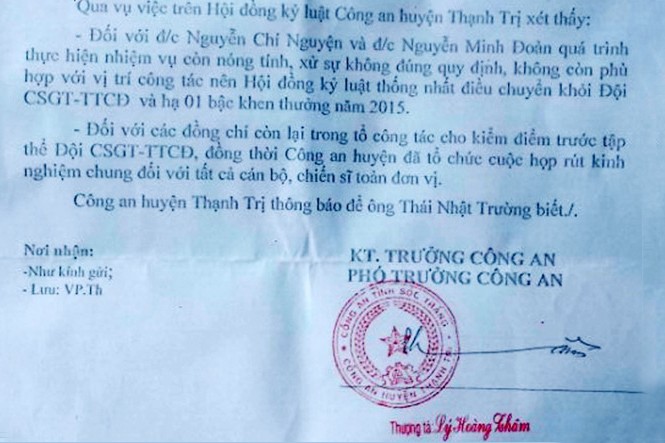 Qua vụ việc trên Hội đồng kỷ luật Công an huyện Thạnh Trị xét thấy:
- Đối với đ/c Nguyễn Chí Nguyện và đ/c Nguyễn Minh Đoàn quá trình
thực hiện nhiệm vụ còn nóng tính, xử sự không đúng quy định, không còn phù
hợp với vị trí công tác nên Hội đồng kỷ luật thống nhất điều chuyển khỏi Đội
CSGT-TTCĐ và hạ 01 bậc khen thưởng năm 2015.
- Đối với các đồng chí còn lại trong tổ công tác cho kiểm điểm trước tập
thể Đội CSGT-TTCĐ, đồng thời Công an huyện đã tổ chức cuộc họp rút kinh
nghiệm chung đối với tất cả cán bộ, chiến sĩ toàn đơn vị.
Công an huyện Thạnh Trị thông báo để ông Thái Nhật Trường biết./.
Nơi nhận:
-Như kính gửi;
- Lưu: VP.Th
KT. TRƯỞNG CÔNG AN
PHÓ TRƯỞNG CÔNG AN
CÔNG AN TỈNH SÓC TRĂNG
CÔNG AN HUYỆN THẠNH TRỊ
Thượng tá: Lý Hoàng Thâm